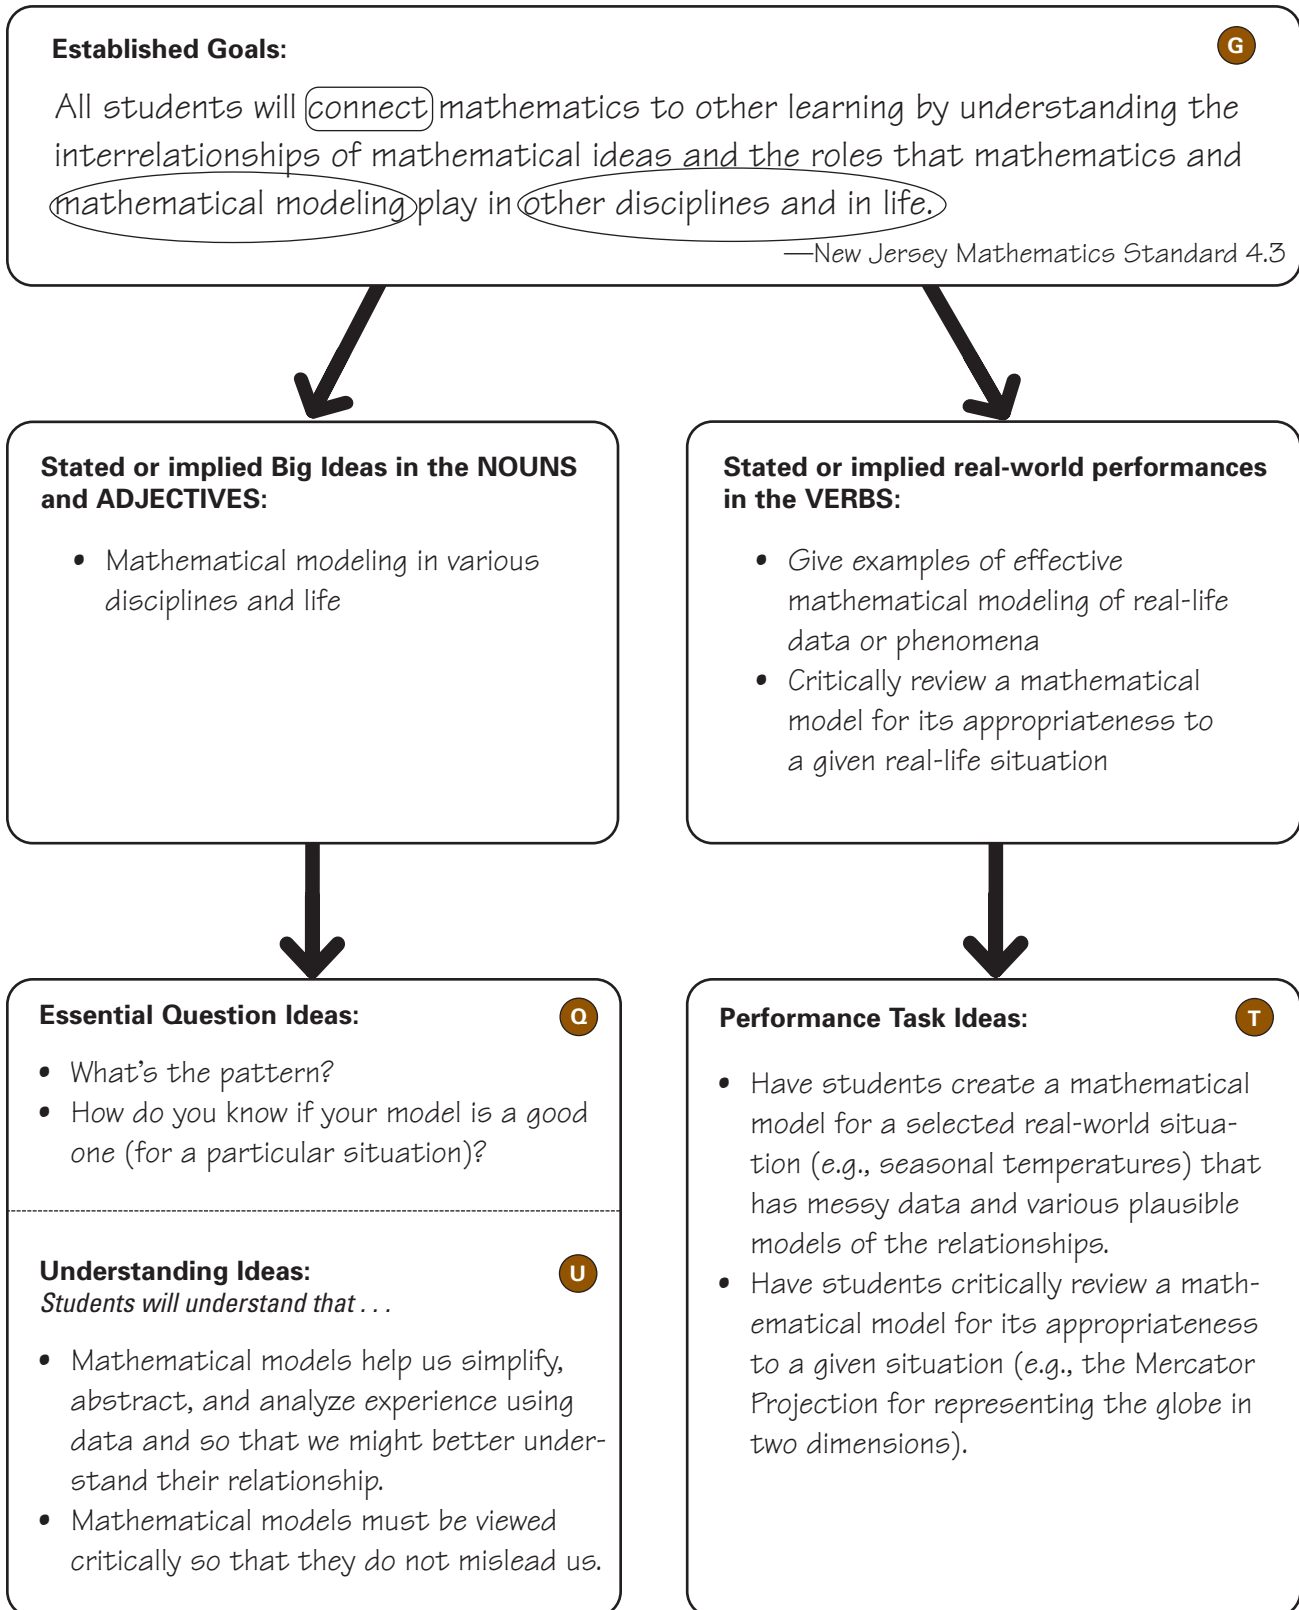 Established Goals:
G
All students will connect mathematics to other learning by understanding the
interrelationships of mathematical ideas and the roles that mathematics and
mathematical modeling play in other disciplines and in life.
—New Jersey Mathematics Standard 4.3
Stated or implied Big Ideas in the NOUNS
and ADJECTIVES:
• Mathematical modeling in various
disciplines and life
Stated or implied real-world performances
in the VERBS:
• Give examples of effective
mathematical modeling of real-life
data or phenomena
• Critically review a mathematical
model for its appropriateness to
a given real-life situation
Essential Question Ideas:
Q
• What's the pattern?
• How do you know if your model is a good
one (for a particular situation)?
Understanding Ideas:
U
Students will understand that . . .
• Mathematical models help us simplify,
abstract, and analyze experience using
data and so that we might better under-
stand their relationship.
• Mathematical models must be viewed
critically so that they do not mislead us.
Performance Task Ideas:
T
• Have students create a mathematical
model for a selected real-world situa-
tion (e.g., seasonal temperatures) that
has messy data and various plausible
models of the relationships.
• Have students critically review a math-
ematical model for its appropriateness
to a given situation (e.g., the Mercator
Projection for representing the globe in
two dimensions).